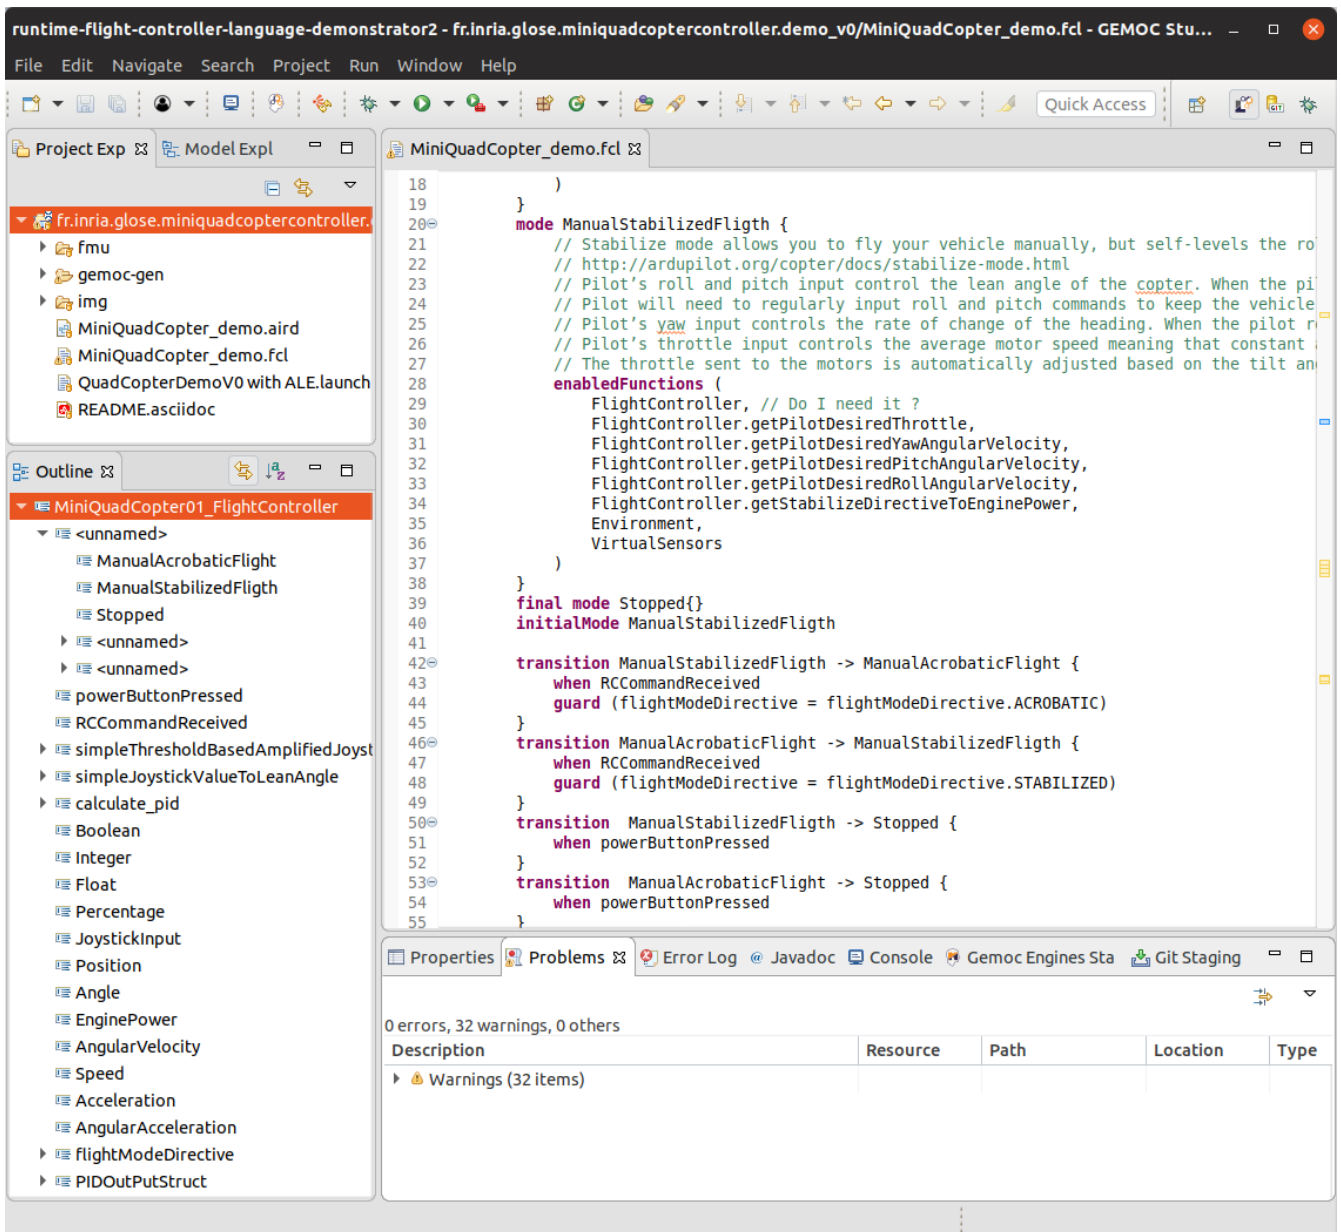 runtime-flight-controller-language-demonstrator2 - fr.inria.glose.miniquadcoptercontroller.demo_v0/MiniQuadCopter_demo.fcl - GEMOC Stu...
File Edit Navigate Search Project Run Window Help
Quick Access
Project Exp Model Expl
fr.inria.glose.miniquadcoptercontroller.
fmu
gemoc-gen
img
MiniQuadCopter_demo.aird
MiniQuadCopter_demo.fcl
QuadCopterDemoV0 with ALE.launch
README.asciidoc
Outline
MiniQuadCopter01_FlightController
<unnamed>
ManualAcrobaticFlight
ManualStabilizedFligth
Stopped
<unnamed>
<unnamed>
powerButtonPressed
RCCommandReceived
simpleThresholdBasedAmplifiedJoyst
simpleJoystickValueToLeanAngle
calculate_pid
Boolean
Integer
Float
Percentage
JoystickInput
Position
Angle
EnginePower
AngularVelocity
Speed
Acceleration
AngularAcceleration
flightModeDirective
PIDOutPutStruct
MiniQuadCopter_demo.fcl
18 )
19 }
20 mode ManualStabilizedFligth {
21 // Stabilize mode allows you to fly your vehicle manually, but self-levels the ro
22 // http://ardupilot.org/copter/docs/stabilize-mode.html
23 // Pilot's roll and pitch input control the lean angle of the copter. When the pi
24 // Pilot will need to regularly input roll and pitch commands to keep the vehicle
25 // Pilot's yaw input controls the rate of change of the heading. When the pilot r
26 // Pilot's throttle input controls the average motor speed meaning that constant
27 // The throttle sent to the motors is automatically adjusted based on the tilt an
28 enabledFunctions (
29 FlightController, // Do I need it ?
30 FlightController.getPilotDesiredThrottle,
31 FlightController.getPilotDesiredYawAngularVelocity,
32 FlightController.getPilotDesiredPitchAngularVelocity,
33 FlightController.getPilotDesiredRollAngularVelocity,
34 FlightController.getStabilizeDirectiveToEnginePower,
35 Environment,
36 VirtualSensors
37 )
38 }
39 final mode Stopped{}
40 initialMode ManualStabilizedFligth
41
42 transition ManualStabilizedFligth -> ManualAcrobaticFlight {
43 when RCCommandReceived
44 guard (flightModeDirective = flightModeDirective.ACROBATIC)
45 }
46 transition ManualAcrobaticFlight -> ManualStabilizedFligth {
47 when RCCommandReceived
48 guard (flightModeDirective = flightModeDirective.STABILIZED)
49 }
50 transition ManualStabilizedFligth -> Stopped {
51 when powerButtonPressed
52 }
53 transition ManualAcrobaticFlight -> Stopped {
54 when powerButtonPressed
55 }
Properties Problems Error Log Javadoc Console Gemoc Engines Sta Git Staging
0 errors, 32 warnings, 0 others
Description Resource Path Location Type
Warnings (32 items)